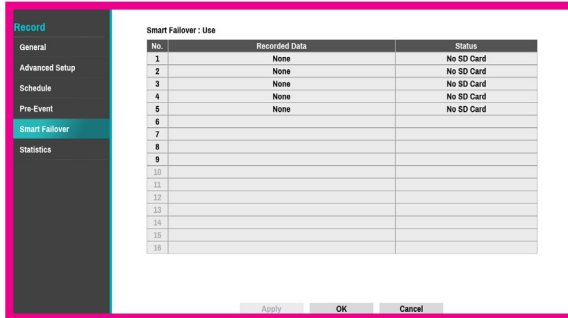 Record
General
Advanced Setup
Schedule
Pre-Event
Smart Failover
Statistics
Smart Failover : Use
No. Recorded Data Status
1 None No SD Card
2 None No SD Card
3 None No SD Card
4 None No SD Card
5 None No SD Card
6
7
8
9
10
11
12
13
14
15
16
Apply OK Cancel